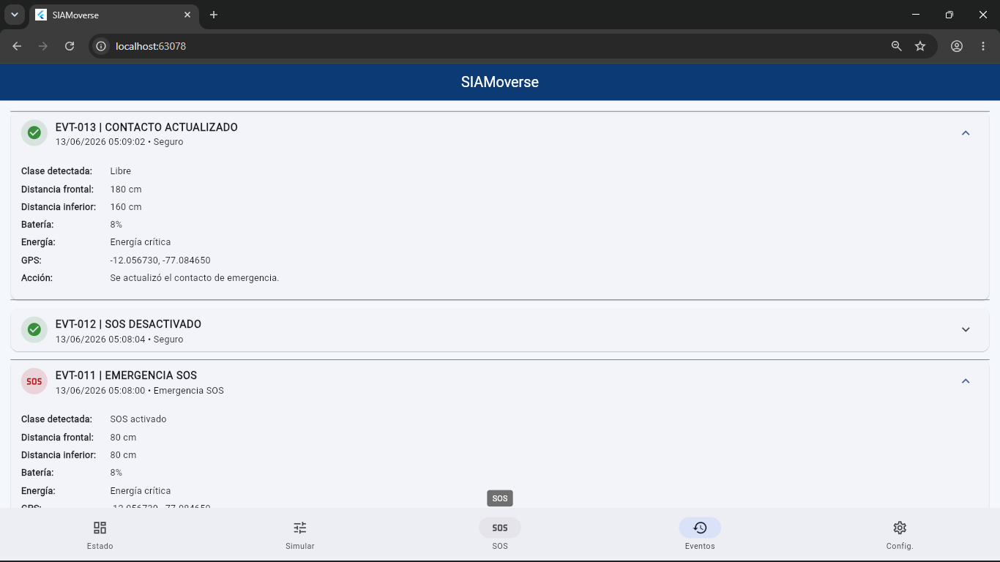 SIAMoverse
localhost:63078
SIAMoverse
EVT-013 | CONTACTO ACTUALIZADO
13/06/2026 05:09:02 • Seguro
Clase detectada: Libre
Distancia frontal: 180 cm
Distancia inferior: 160 cm
Batería: 8%
Energía: Energía crítica
GPS: -12.056730, -77.084650
Acción: Se actualizó el contacto de emergencia.
EVT-012 | SOS DESACTIVADO
13/06/2026 05:08:04 • Seguro
SOS
EVT-011 | EMERGENCIA SOS
13/06/2026 05:08:00 • Emergencia SOS
Clase detectada: SOS activado
Distancia frontal: 80 cm
Distancia inferior: 80 cm
Batería: 8%
Energía: Energía crítica
GPS: -12.056730, -77.084650
SOS
SOS
Estado
Simular
SOS
Eventos
Config.